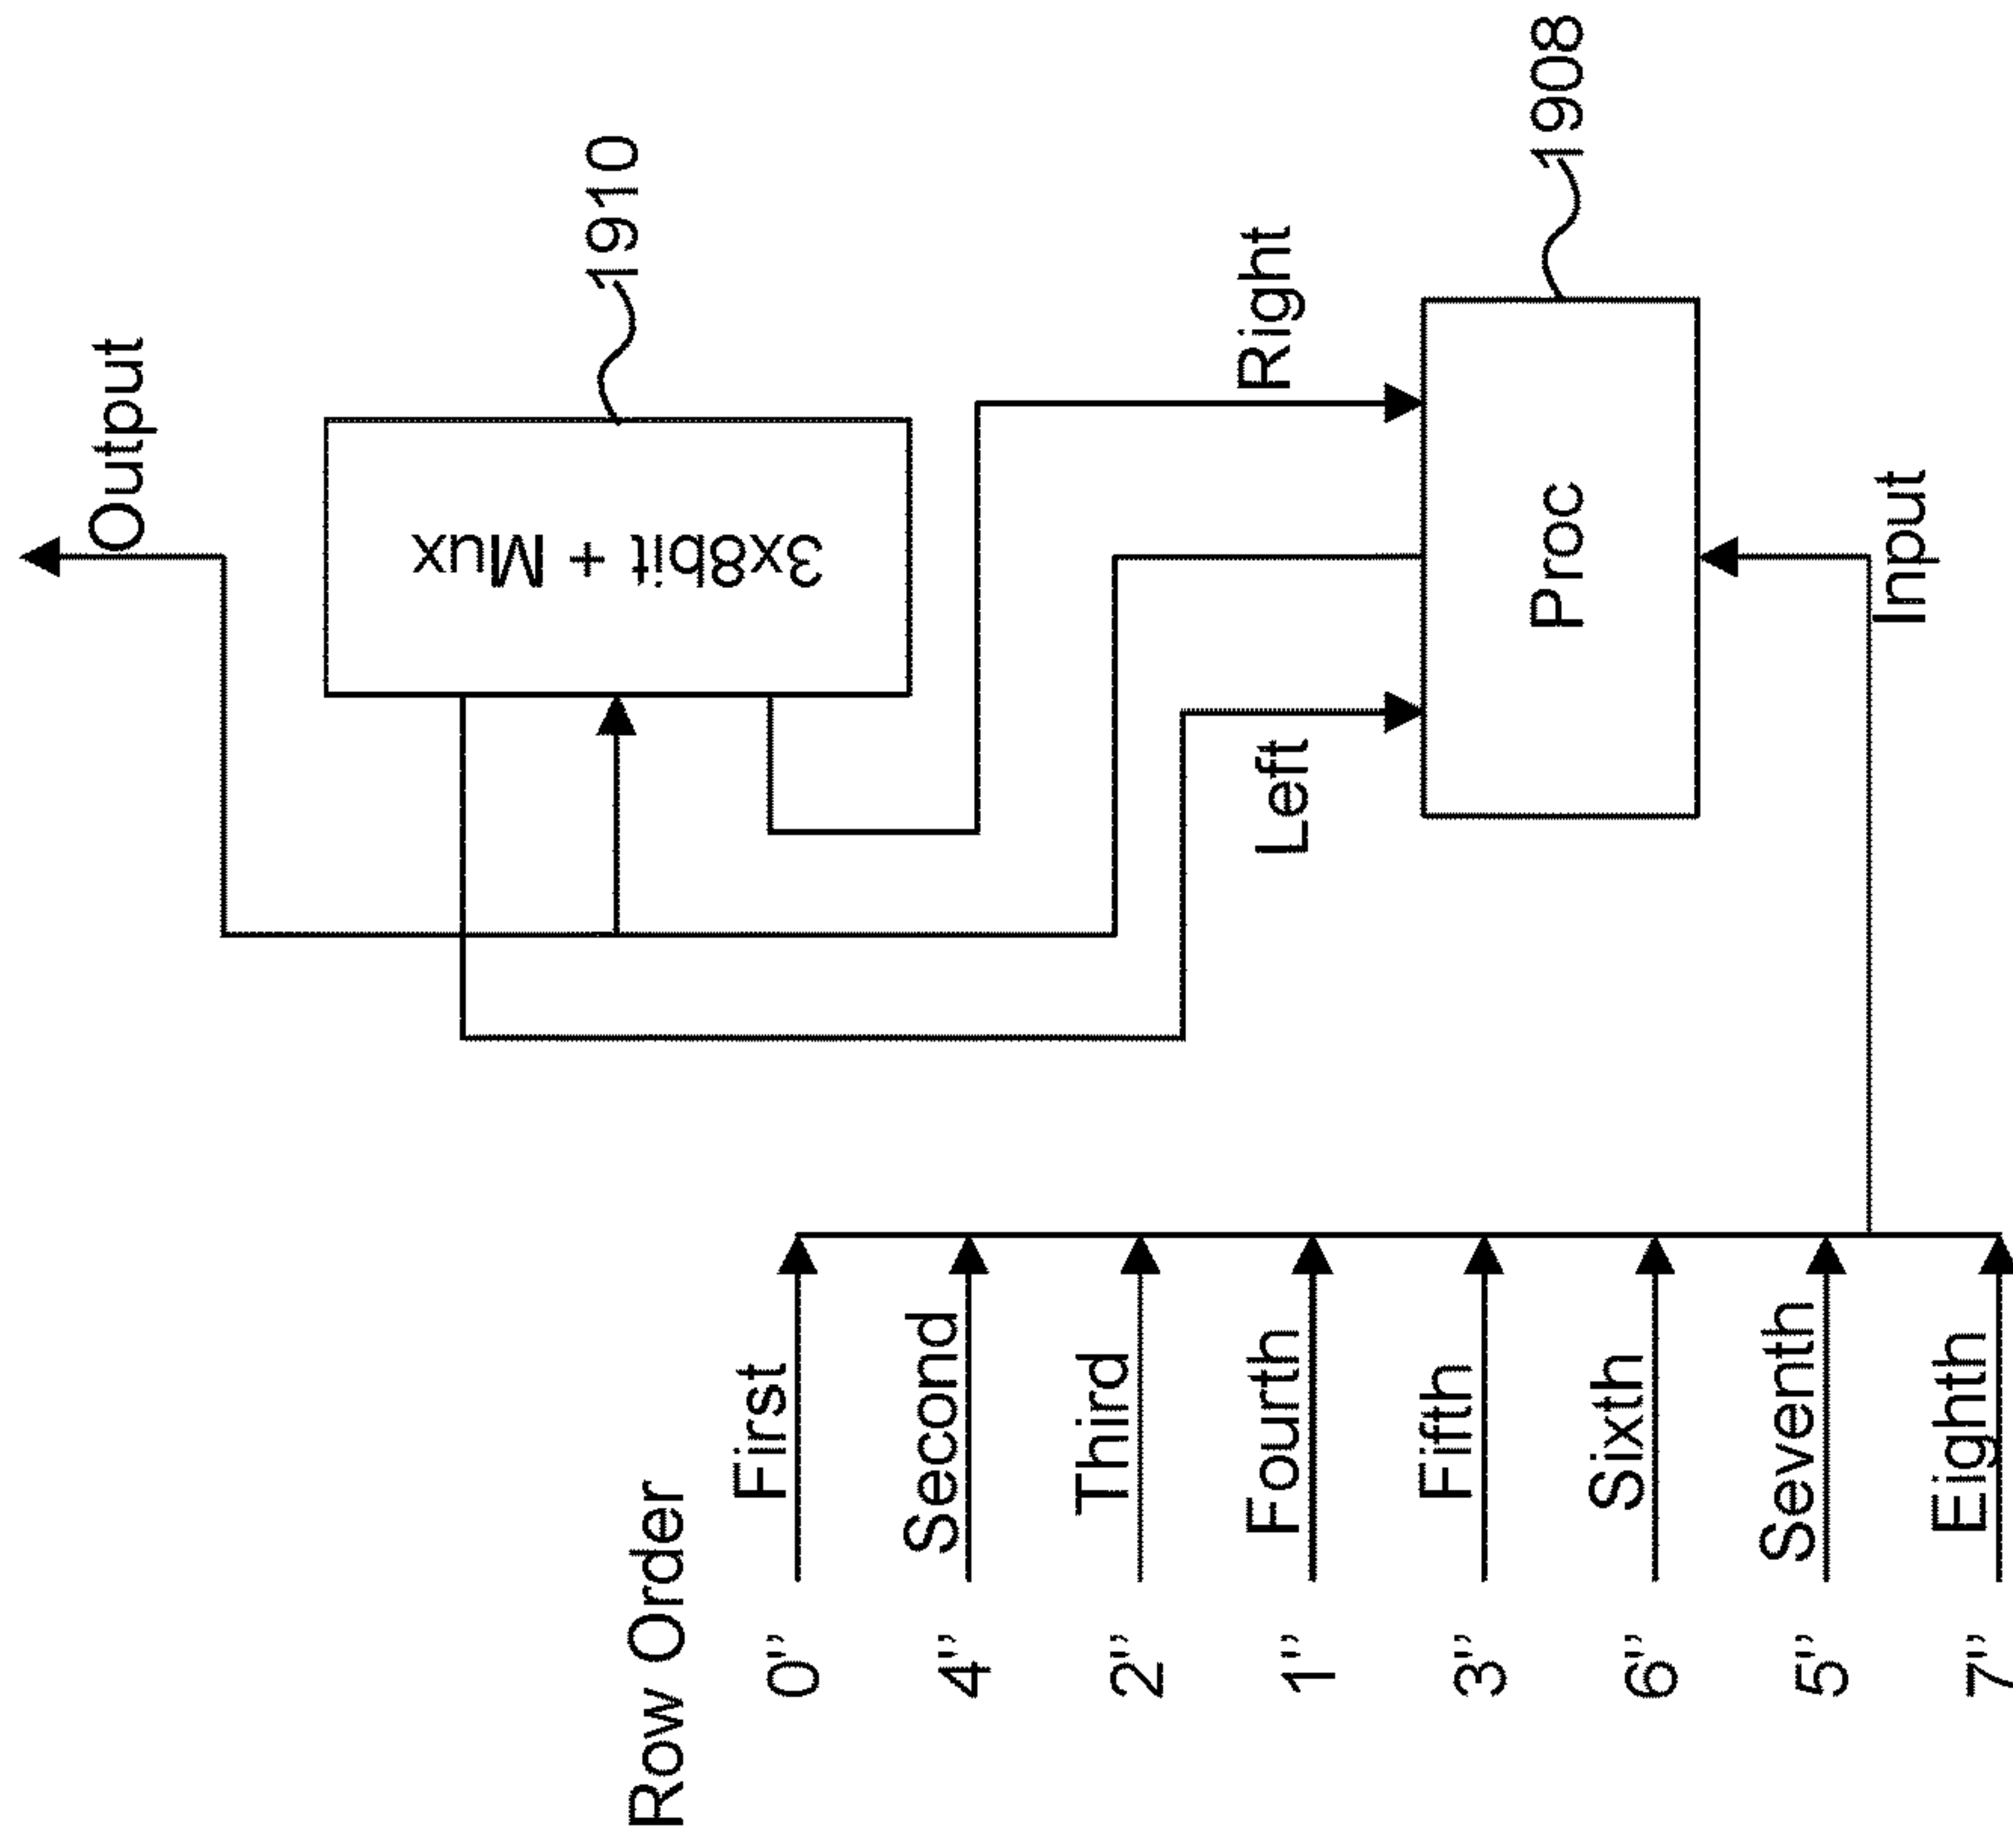 Output
3x8bit + Mux
1910
Row Order
0" First
4" Second
2" Third
1" Fourth
3" Fifth
6" Sixth
5" Seventh
7" Eighth
Left
Right
Proc
1908
Input